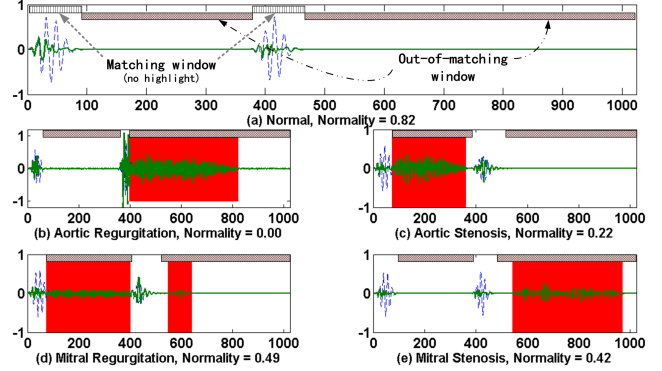 1
0
-1
Matching window
(no highlight)
Out-of-matching
window
0 100 200 300 400 500 600 700 800 900 1000
(a) Normal, Normality = 0.82
1
0
-1
0 200 400 600 800 1000
(b) Aortic Regurgitation, Normality = 0.00
1
0
-1
0 200 400 600 800 1000
(c) Aortic Stenosis, Normality = 0.22
1
0
-1
0 200 400 600 800 1000
(d) Mitral Regurgitation, Normality = 0.49
1
0
-1
0 200 400 600 800 1000
(e) Mitral Stenosis, Normality = 0.42